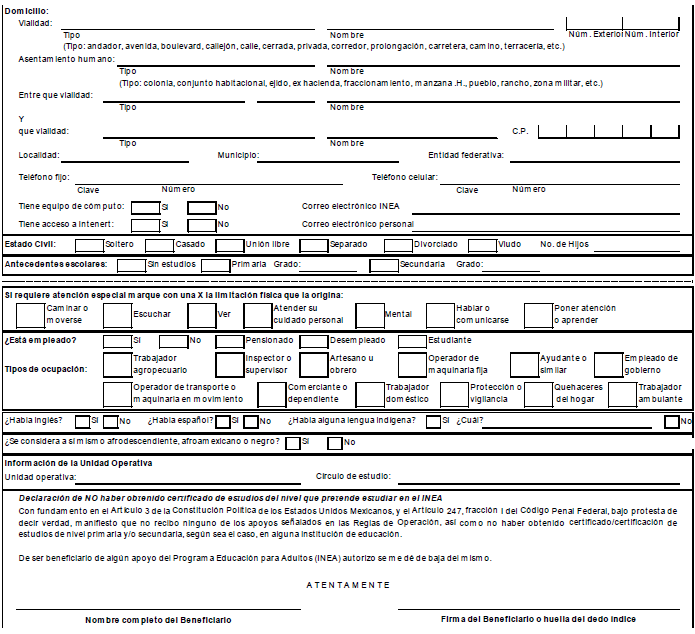 Domicilio:
Vialidad:
Tipo Nombre Núm. Exterior Núm. Interior
(Tipo: andador, avenida, boulevard, callejón, calle, cerrada, privada, corredor, prolongación, carretera, camino, terracería, etc.)
Asentamiento humano:
Tipo Nombre
(Tipo: colonia, conjunto habitacional, ejido, ex hacienda, fraccionamiento, manzana .H., pueblo, rancho, zona militar, etc.)
Entre que vialidad:
Tipo Nombre
Y
que vialidad: C.P.
Tipo Nombre
Localidad: Municipio: Entidad federativa:
Teléfono fijo: Teléfono celular:
Clave Número Clave Número
Tiene equipo de cómputo: Si No Correo electrónico INEA
Tiene acceso a Intenert: Si No Correo electrónico personal
Estado Civil: Soltero Casado Unión libre Separado Divorciado Viudo No. de Hijos
Antecedentes escolares: Sin estudios Primaria Grado: Secundaria Grado:
Si requiere atención especial marque con una X la limitación física que la origina:
Caminar o moverse Escuchar Ver Atender su cuidado personal Mental Hablar o comunicarse Poner atención o aprender
¿Está empleado? Si No Pensionado Desempleado Estudiante
Tipos de ocupación: Trabajador agropecuario Inspector o supervisor Artesano u obrero Operador de maquinaria fija Ayudante o similar Empleado de gobierno
Operador de transporte o maquinaria en movimiento Comerciante o dependiente Trabajador doméstico Protección o vigilancia Quehaceres del hogar Trabajador ambulante
¿Habla inglés? Si No ¿Habla español? Si No ¿Habla alguna lengua indígena? Si ¿Cuál? No
¿Se considera a si mismo afrodescendiente, afroamexicano o negro? Si No
Información de la Unidad Operativa
Unidad operativa: Círculo de estudio:
Declaración de NO haber obtenido certificado de estudios del nivel que pretende estudiar en el INEA
Con fundamento en el Artículo 3 de la Constitución Política de los Estados Unidos Mexicanos, y el Artículo 247, fracción I del Código Penal Federal, bajo protesta de
decir verdad, manifiesto que no recibo ninguno de los apoyos señalados en las Reglas de Operación, así como no haber obtenido certificado/certificación de
estudios de nivel primaria y/o secundaria, según sea el caso, en alguna institución de educación.
De ser beneficiario de algún apoyo del Programa Educación para Adultos (INEA) autorizo se me dé de baja del mismo.
ATENTAMENTE
Nombre completo del Beneficiario Firma del Beneficiario o huella del dedo índice